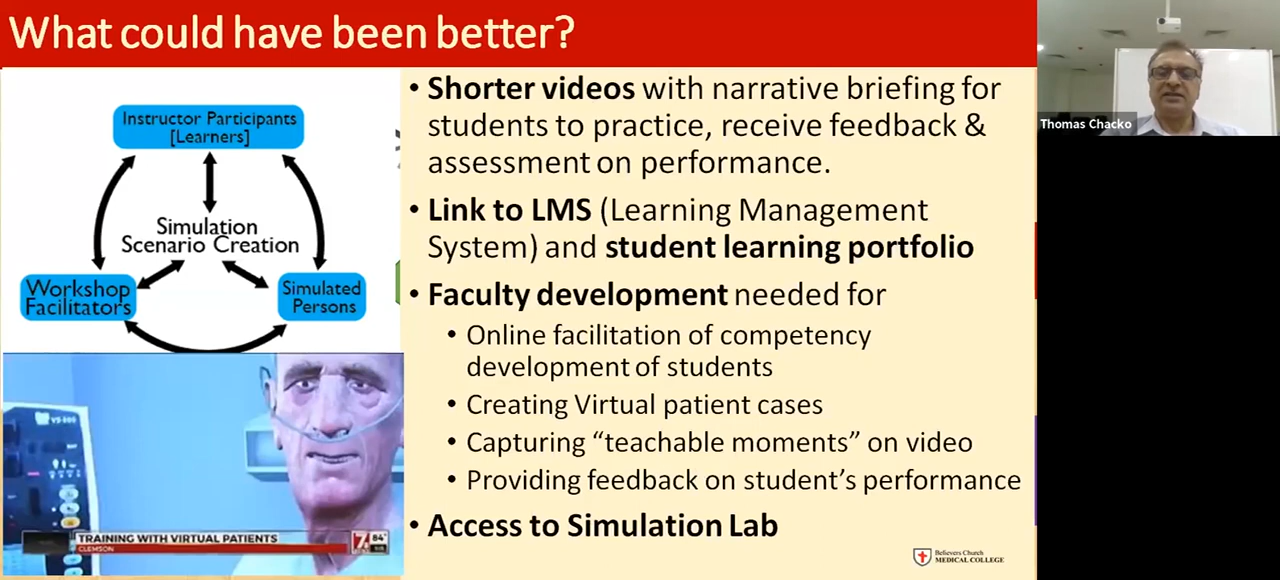 What could have been better?
Instructor Participants
[Learners]
Simulation
Scenario Creation
Workshop
Facilitators
Simulated
Persons
VS-800
TRAINING WITH VIRTUAL PATIENTS
CLEMSON
7
84°
• Shorter videos with narrative briefing for
students to practice, receive feedback &
assessment on performance.
• Link to LMS (Learning Management
System) and student learning portfolio
• Faculty development needed for
• Online facilitation of competency
development of students
• Creating Virtual patient cases
• Capturing “teachable moments” on video
• Providing feedback on student’s performance
• Access to Simulation Lab
Believers Church
MEDICAL COLLEGE
Thomas Chacko